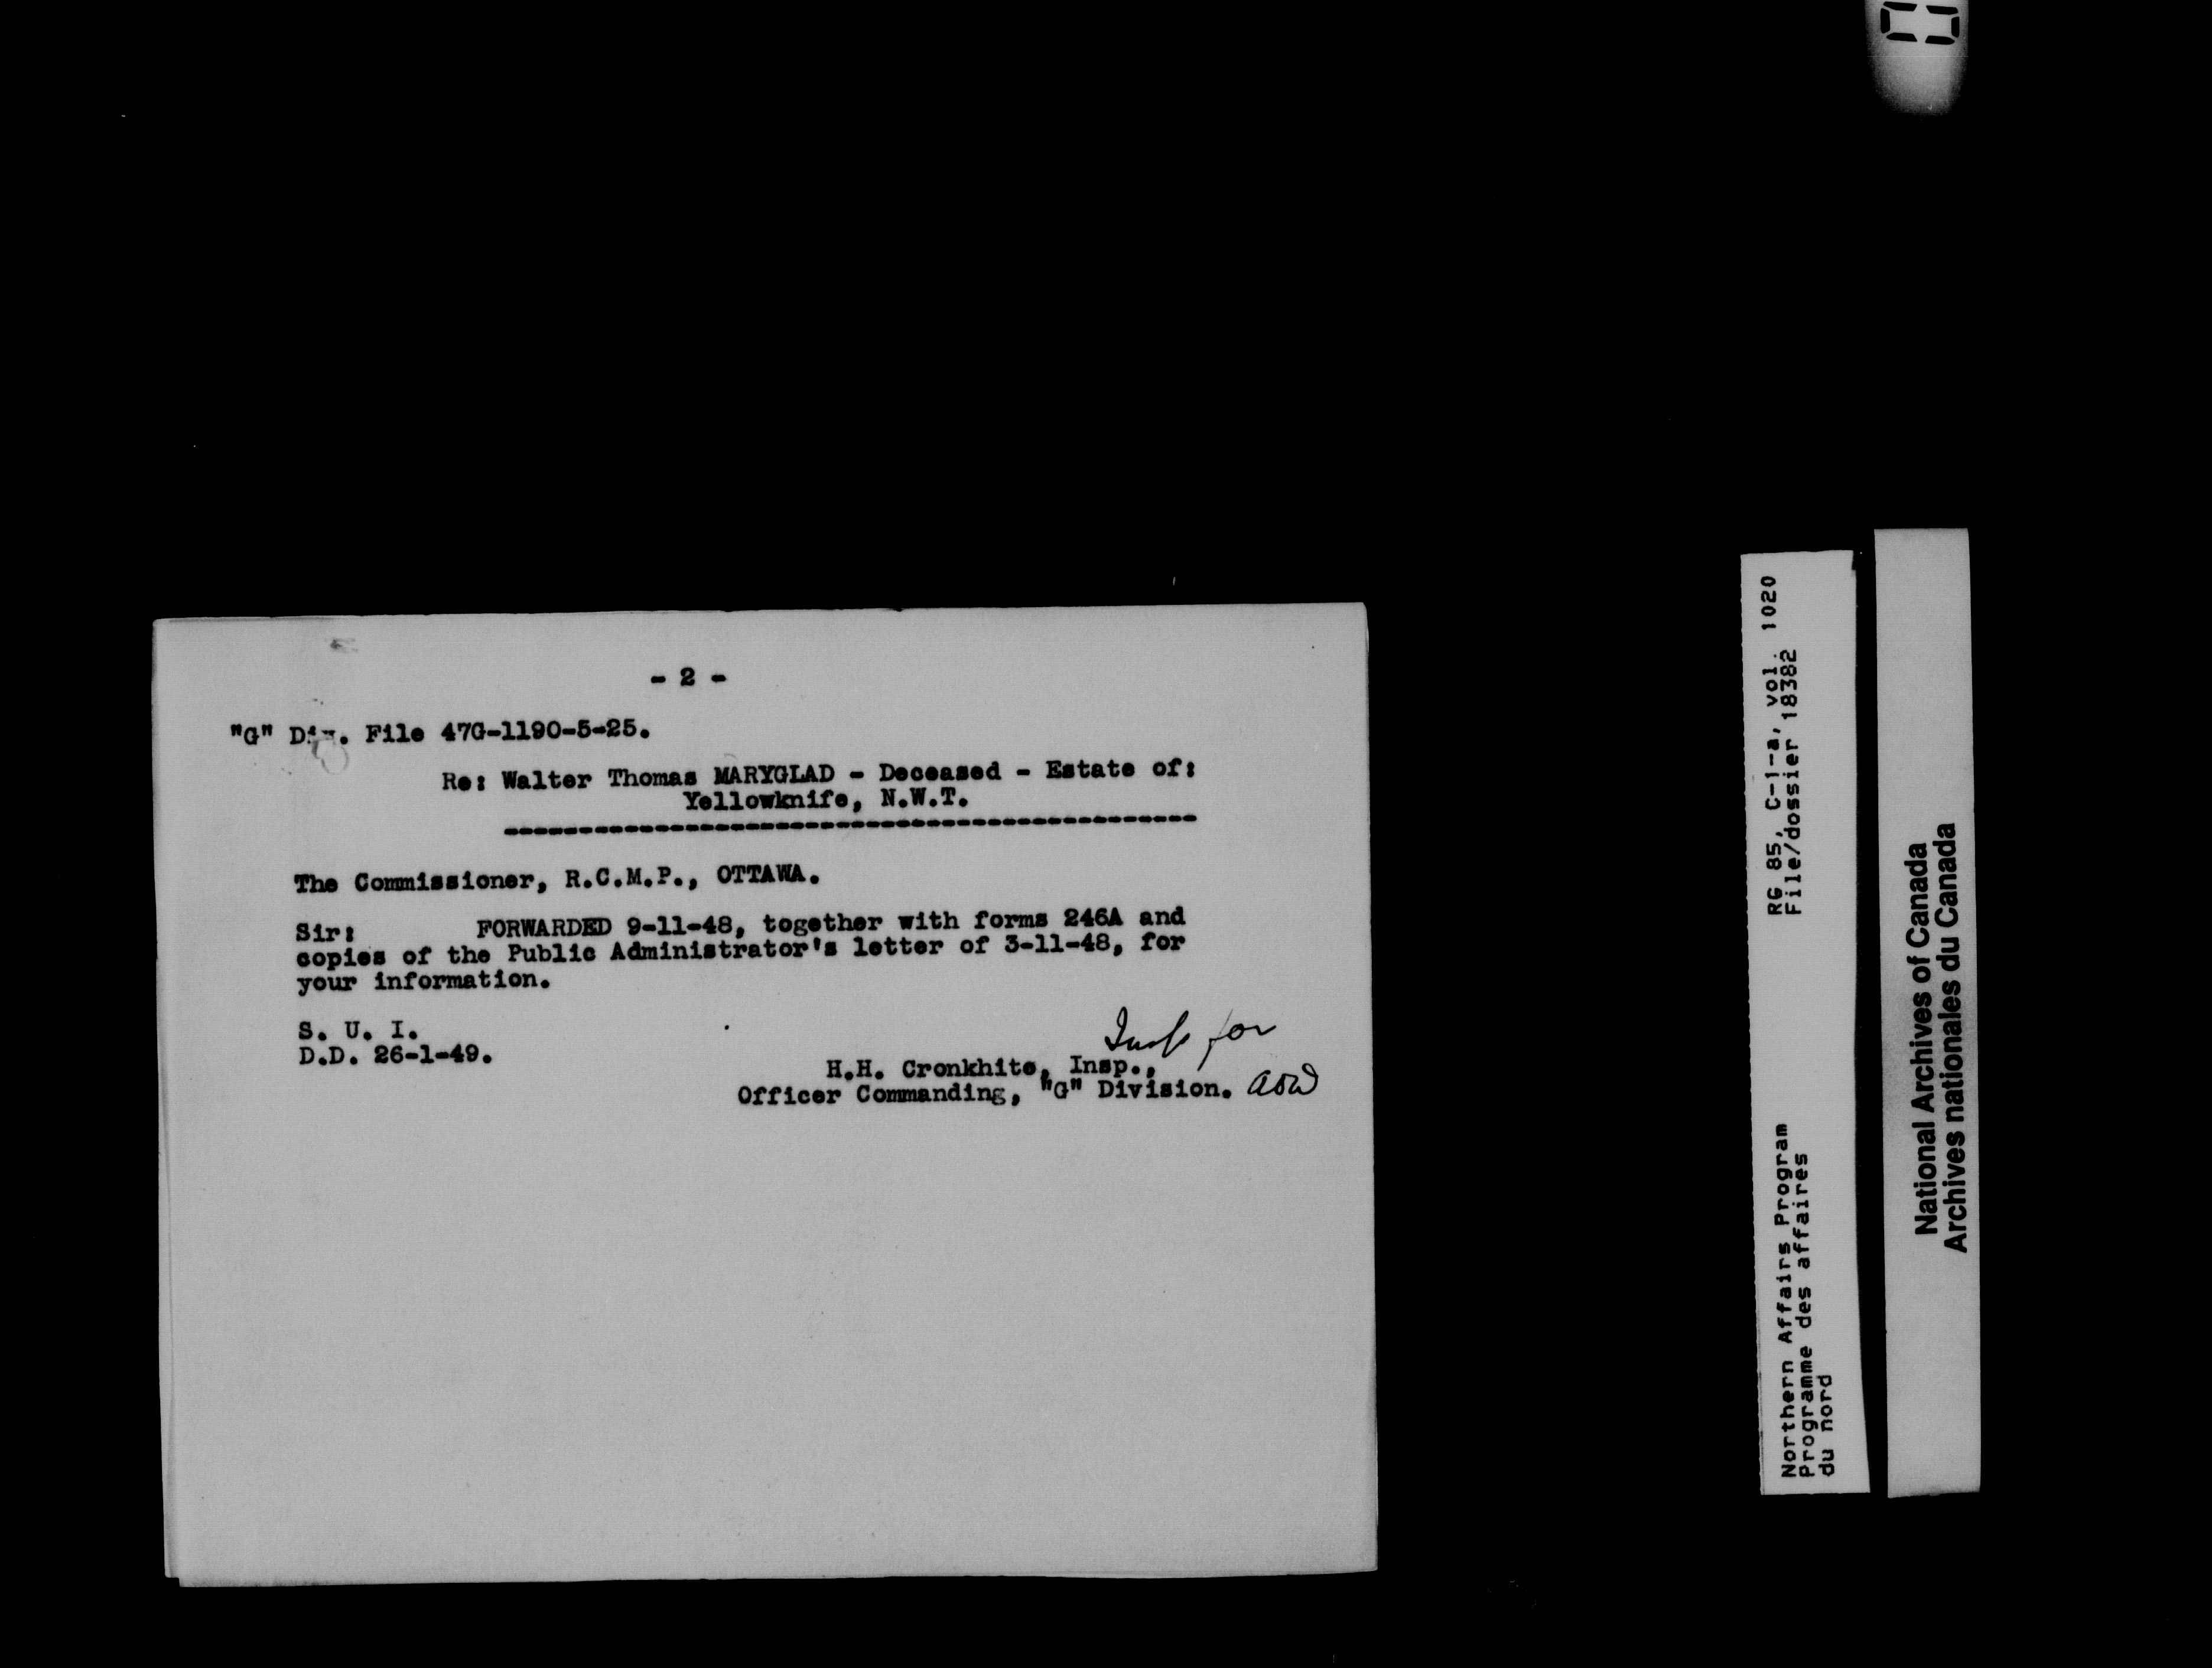 - 2 -
"G" Div. File 47G-1190-5-25.
Re: Walter Thomas MARYGLAD - Deceased - Estate of:
Yellowknife, N.W.T.
-----------------------------------------------
The Commissioner, R.C.M.P., OTTAWA.
Sir: FORWARDED 9-11-48, together with forms 246A and
copies of the Public Administrator's letter of 3-11-48, for
your information.
S. U. I.
D.D. 26-1-49.
for
H.H. Cronkhite, Insp.,
Officer Commanding, "G" Division.
RG 85, C-1-a, vol. 1020
File/dossier 18382
Northern Affairs Program
Programme des affaires
du nord
National Archives of Canada
Archives nationales du Canada